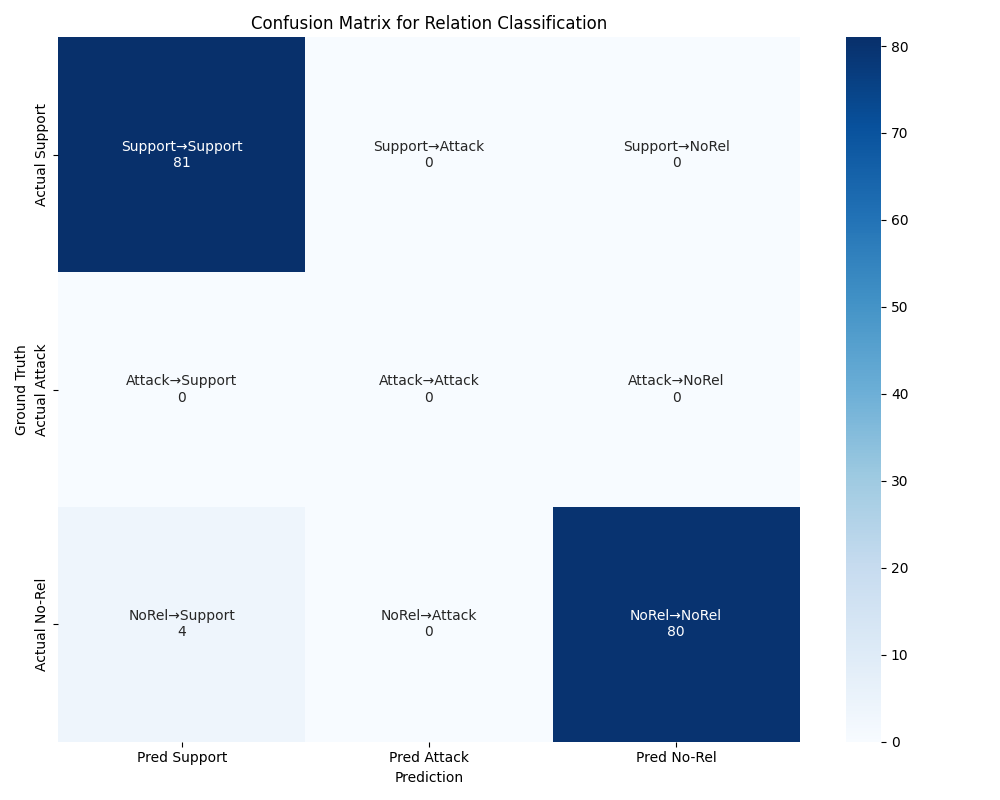 Confusion Matrix for Relation Classification
Ground Truth
Actual Support
Support→Support
81
Support→Attack
0
Support→NoRel
0
Actual Attack
Attack→Support
0
Attack→Attack
0
Attack→NoRel
0
Actual No-Rel
NoRel→Support
4
NoRel→Attack
0
NoRel→NoRel
80
Pred Support
Pred Attack
Pred No-Rel
Prediction
80
70
60
50
40
30
20
10
0